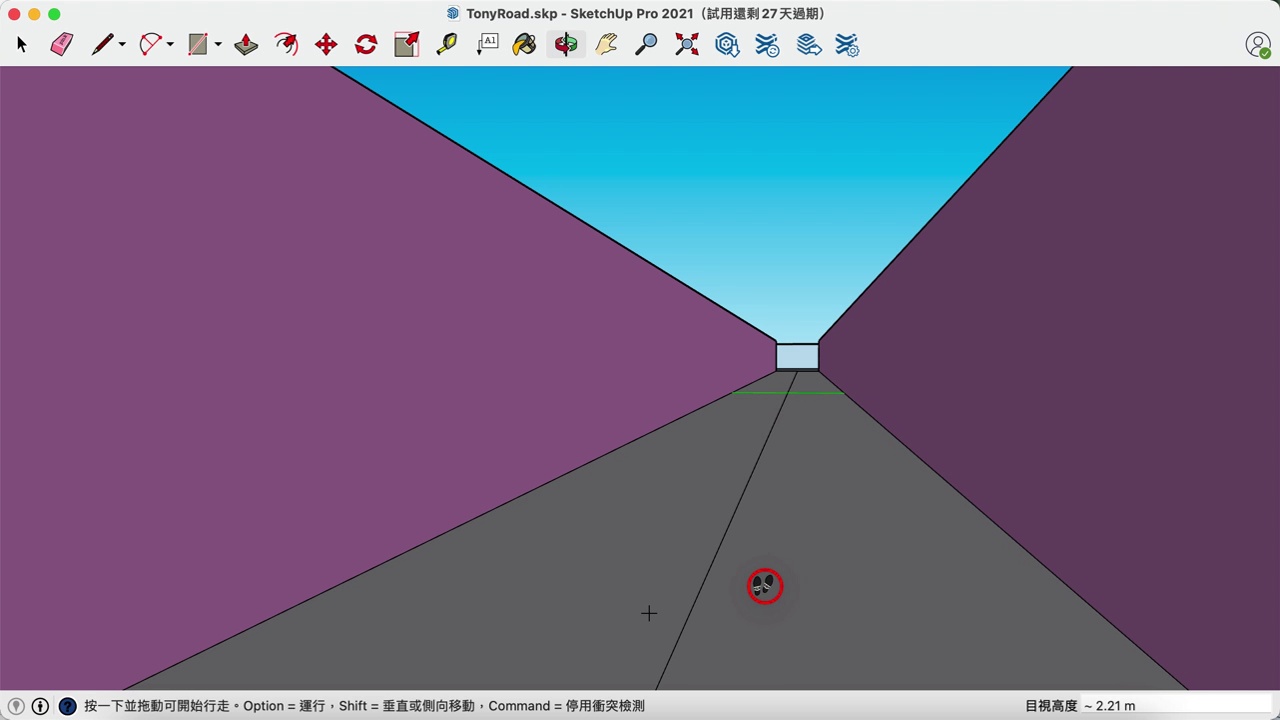 TonyRoad.skp - SketchUp Pro 2021（試用還剩 27 天過期）
A1
按一下並拖動可開始行走。Option = 運行，Shift = 垂直或側向移動，Command = 停用衝突檢測
目視高度 ~ 2.21 m